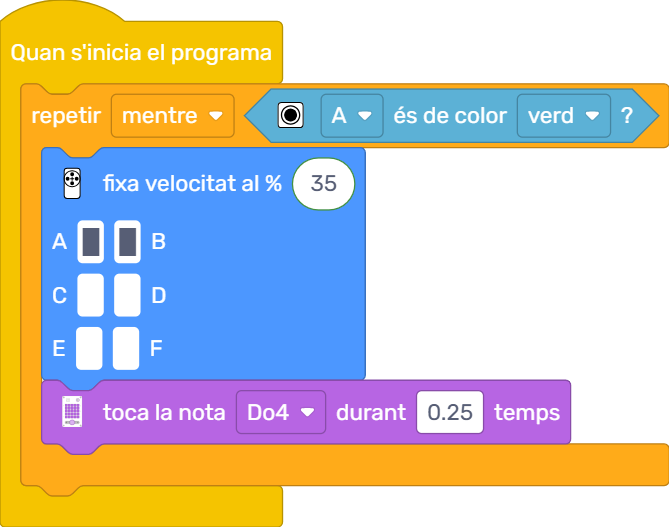 Quan s'inicia el programa
repetir mentre A és de color verd ?
fixa velocitat al % 35
A B
C D
E F
toca la nota Do4 durant 0.25 temps